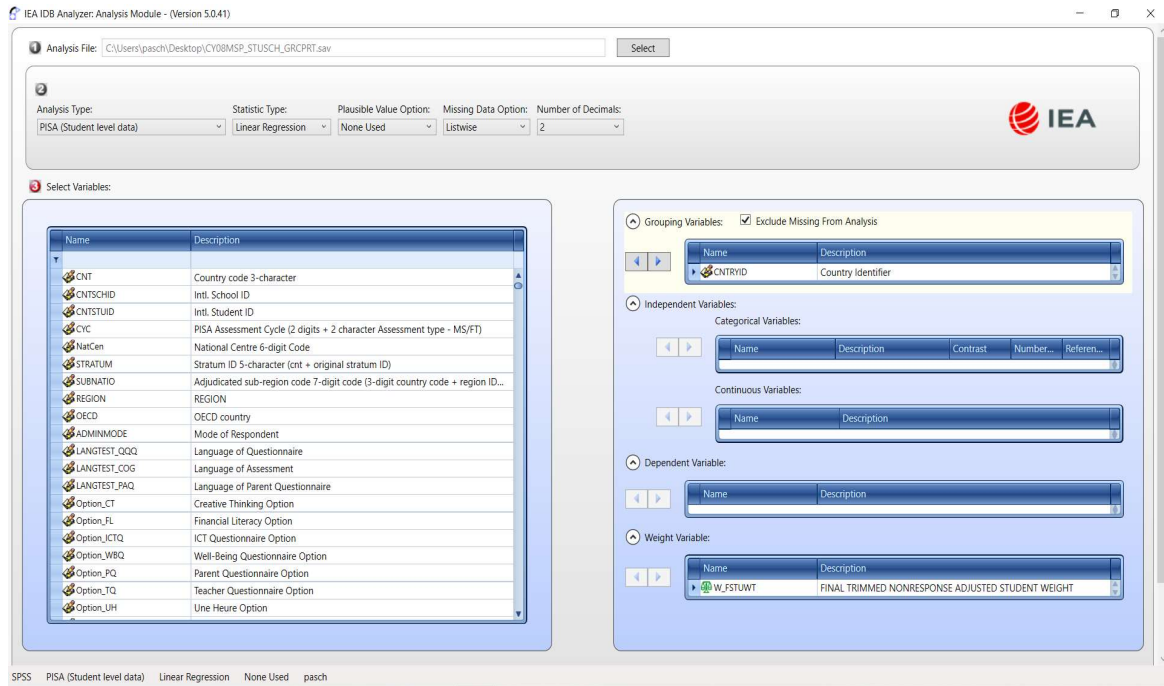 IEA IDB Analyzer: Analysis Module - (Version 5.0.41)
1 Analysis File: C:\Users\pasch\Desktop\CY08MSP_STUSCH_GRCPRT.sav Select
2
Analysis Type: Statistic Type: Plausible Value Option: Missing Data Option: Number of Decimals:
PISA (Student level data) Linear Regression None Used Listwise 2
IEA
3 Select Variables:
Name Description
CNT Country code 3-character
CNTSCHID Intl. School ID
CNTSTUID Intl. Student ID
CYC PISA Assessment Cycle (2 digits + 2 character Assessment type - MS/FT)
NatCen National Centre 6-digit Code
STRATUM Stratum ID 5-character (cnt + original stratum ID)
SUBNATIO Adjudicated sub-region code 7-digit code (3-digit country code + region ID...
REGION REGION
OECD OECD country
ADMINMODE Mode of Respondent
LANGTEST_QQQ Language of Questionnaire
LANGTEST_COG Language of Assessment
LANGTEST_PAQ Language of Parent Questionnaire
Option_CT Creative Thinking Option
Option_FL Financial Literacy Option
Option_ICTQ ICT Questionnaire Option
Option_WBQ Well-Being Questionnaire Option
Option_PQ Parent Questionnaire Option
Option_TQ Teacher Questionnaire Option
Option_UH Une Heure Option
Grouping Variables: Exclude Missing From Analysis
Name Description
CNTRYID Country Identifier
Independent Variables:
Categorical Variables:
Name Description Contrast Number... Referen...
Continuous Variables:
Name Description
Dependent Variable:
Name Description
Weight Variable:
Name Description
W_FSTUWT FINAL TRIMMED NONRESPONSE ADJUSTED STUDENT WEIGHT
SPSS PISA (Student level data) Linear Regression None Used pasch